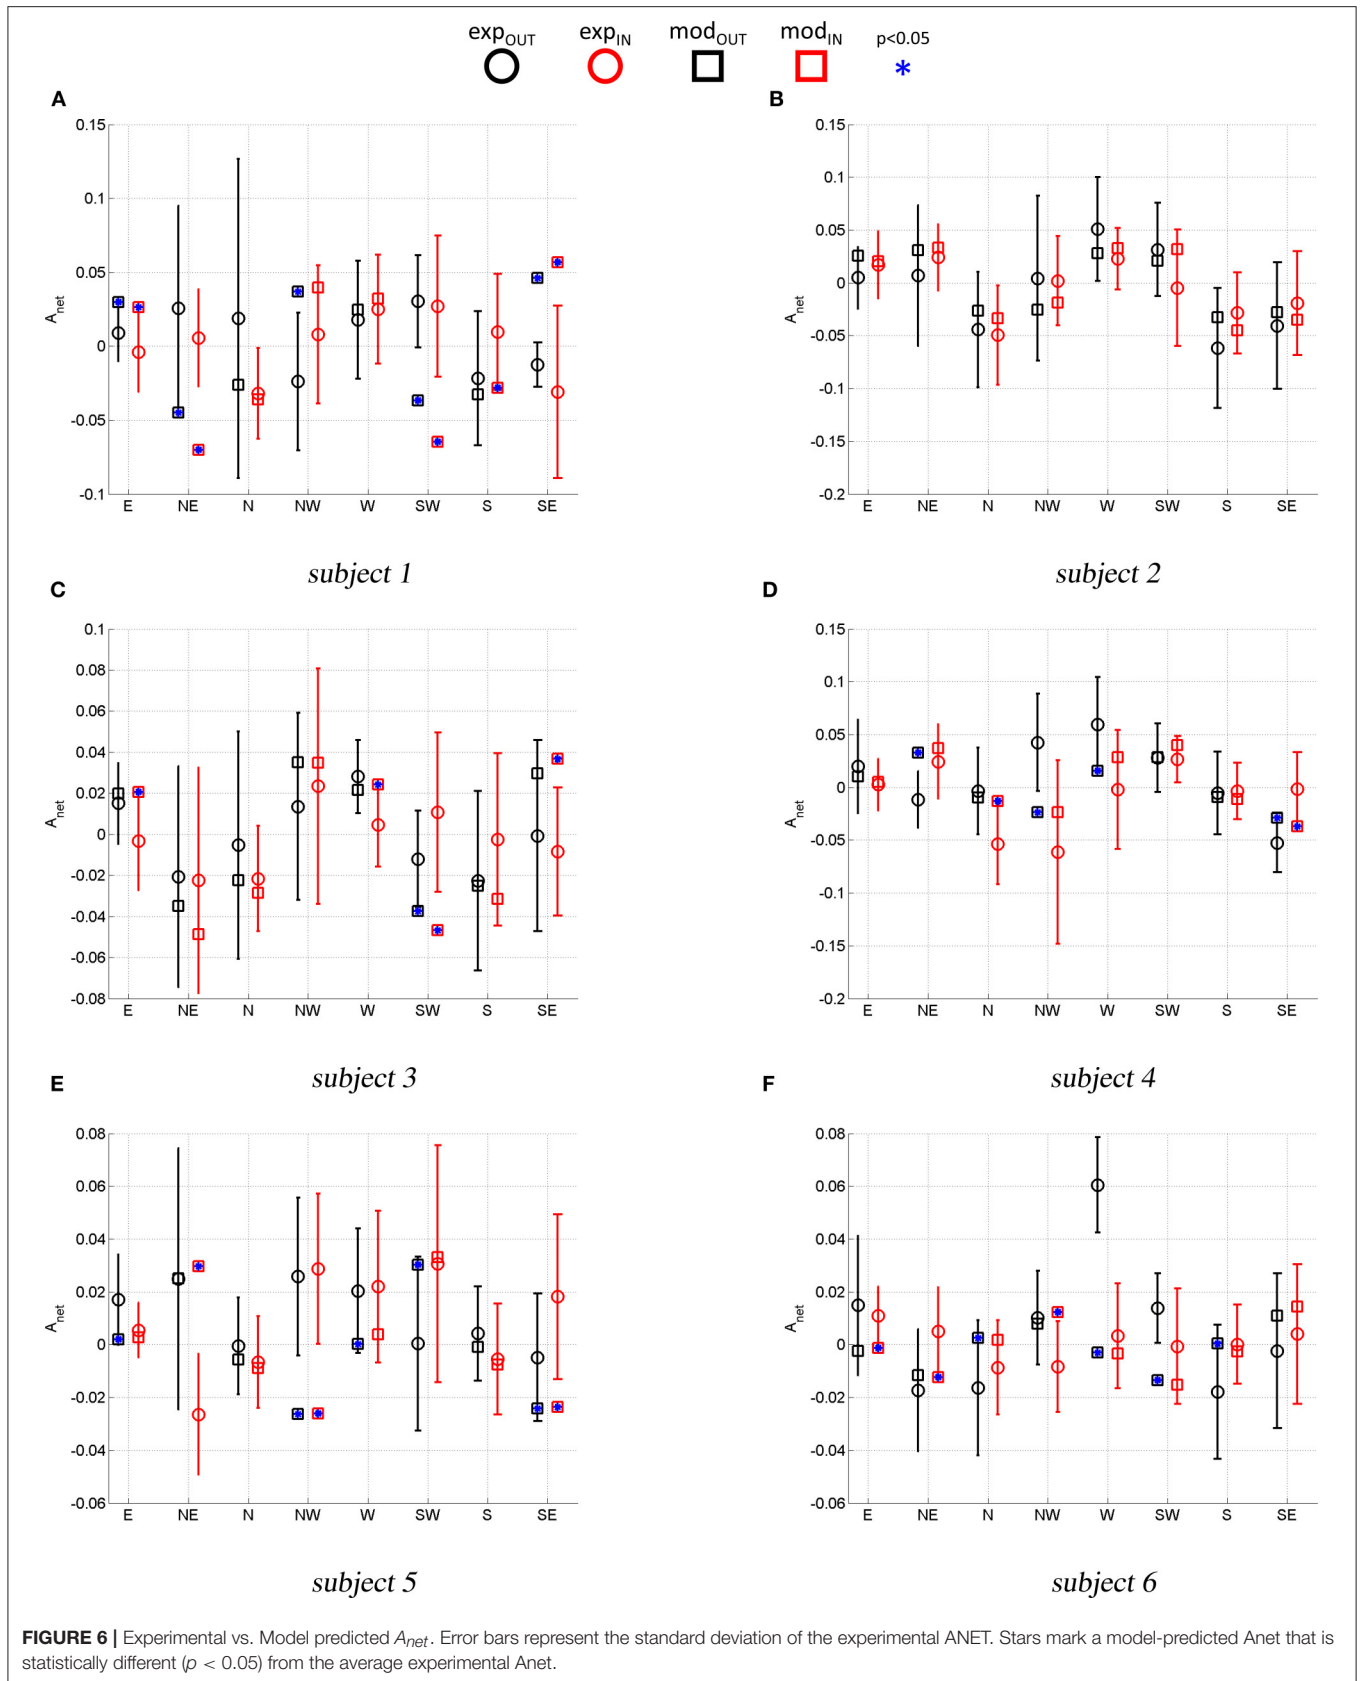 expOUT expIN modOUT modIN p<0.05
*
A
0.15
0.1
0.05
0
-0.05
-0.1
Anet
E NE N NW W SW S SE
subject 1
B
0.15
0.1
0.05
0
-0.05
-0.1
-0.15
-0.2
Anet
E NE N NW W SW S SE
subject 2
C
0.1
0.08
0.06
0.04
0.02
0
-0.02
-0.04
-0.06
-0.08
Anet
E NE N NW W SW S SE
subject 3
D
0.15
0.1
0.05
0
-0.05
-0.1
-0.15
-0.2
Anet
E NE N NW W SW S SE
subject 4
E
0.08
0.06
0.04
0.02
0
-0.02
-0.04
-0.06
Anet
E NE N NW W SW S SE
subject 5
F
0.08
0.06
0.04
0.02
0
-0.02
-0.04
-0.06
Anet
E NE N NW W SW S SE
subject 6
FIGURE 6 | Experimental vs. Model predicted Anet. Error bars represent the standard deviation of the experimental ANET. Stars mark a model-predicted Anet that is
statistically different (p < 0.05) from the average experimental Anet.